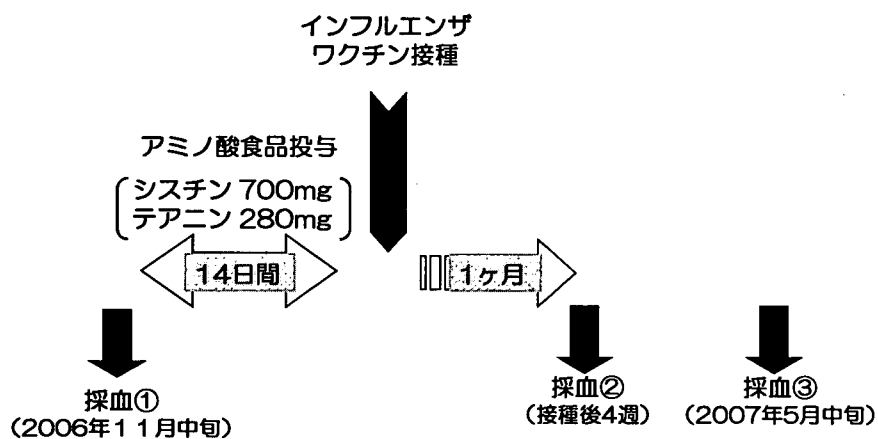 インフルエンザ
ワクチン接種
アミノ酸食品投与
シスチン 700mg
テアニン 280mg
14日間
1ヶ月
採血①
(2006年11月中旬)
採血②
(接種後4週)
採血③
(2007年5月中旬)